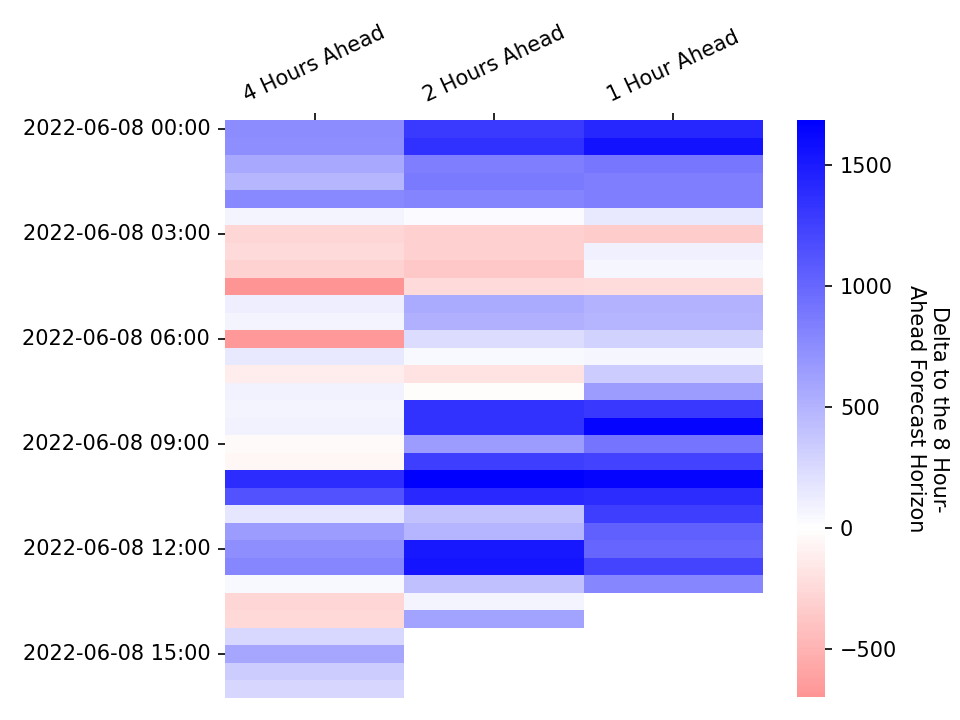 4 Hours Ahead
2 Hours Ahead
1 Hour Ahead
2022-06-08 00:00
2022-06-08 03:00
2022-06-08 06:00
2022-06-08 09:00
2022-06-08 12:00
2022-06-08 15:00
1500
1000
500
0
−500
Delta to the 8 Hour-
Ahead Forecast Horizon